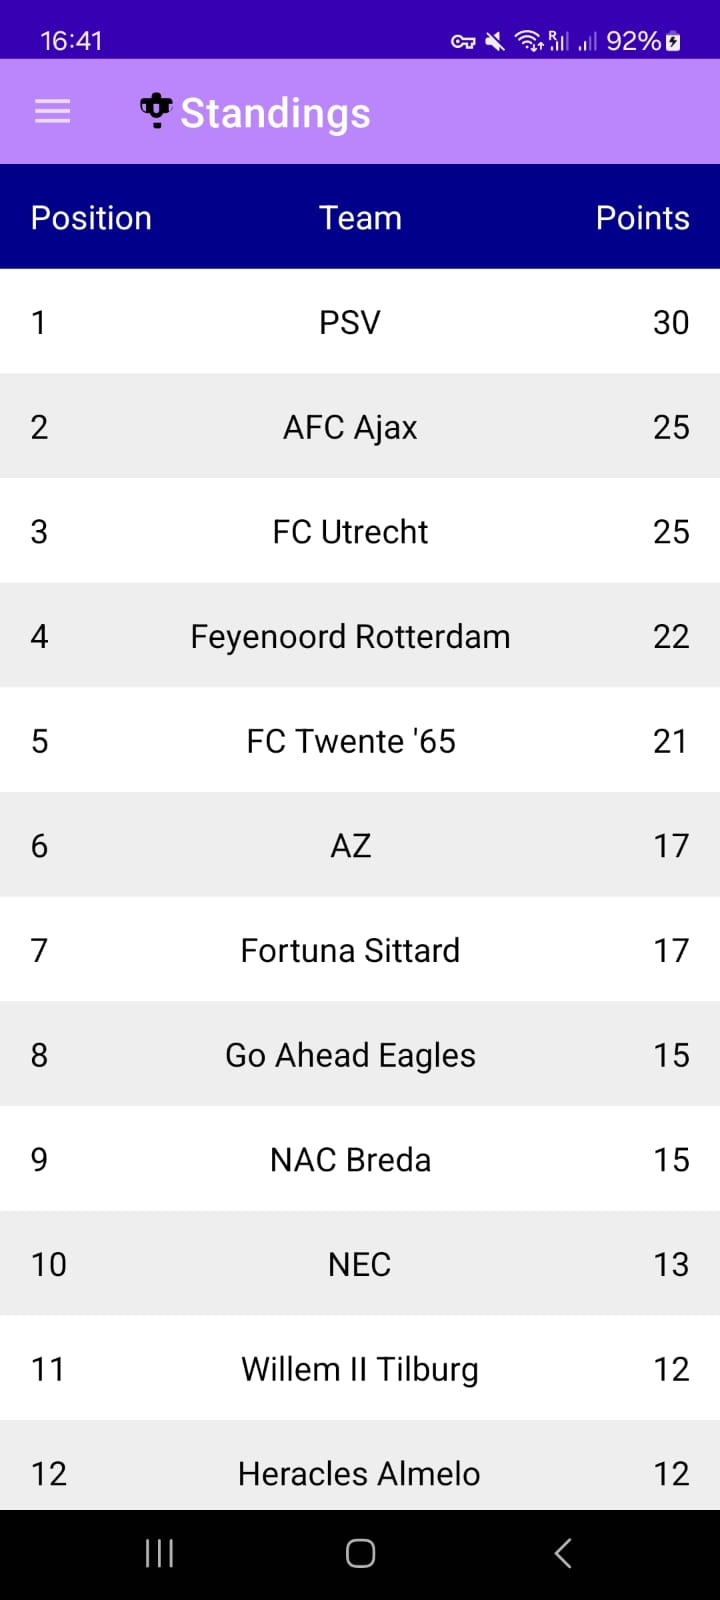 16:41 R 92%
Standings
Position Team Points
1 PSV 30
2 AFC Ajax 25
3 FC Utrecht 25
4 Feyenoord Rotterdam 22
5 FC Twente '65 21
6 AZ 17
7 Fortuna Sittard 17
8 Go Ahead Eagles 15
9 NAC Breda 15
10 NEC 13
11 Willem II Tilburg 12
12 Heracles Almelo 12